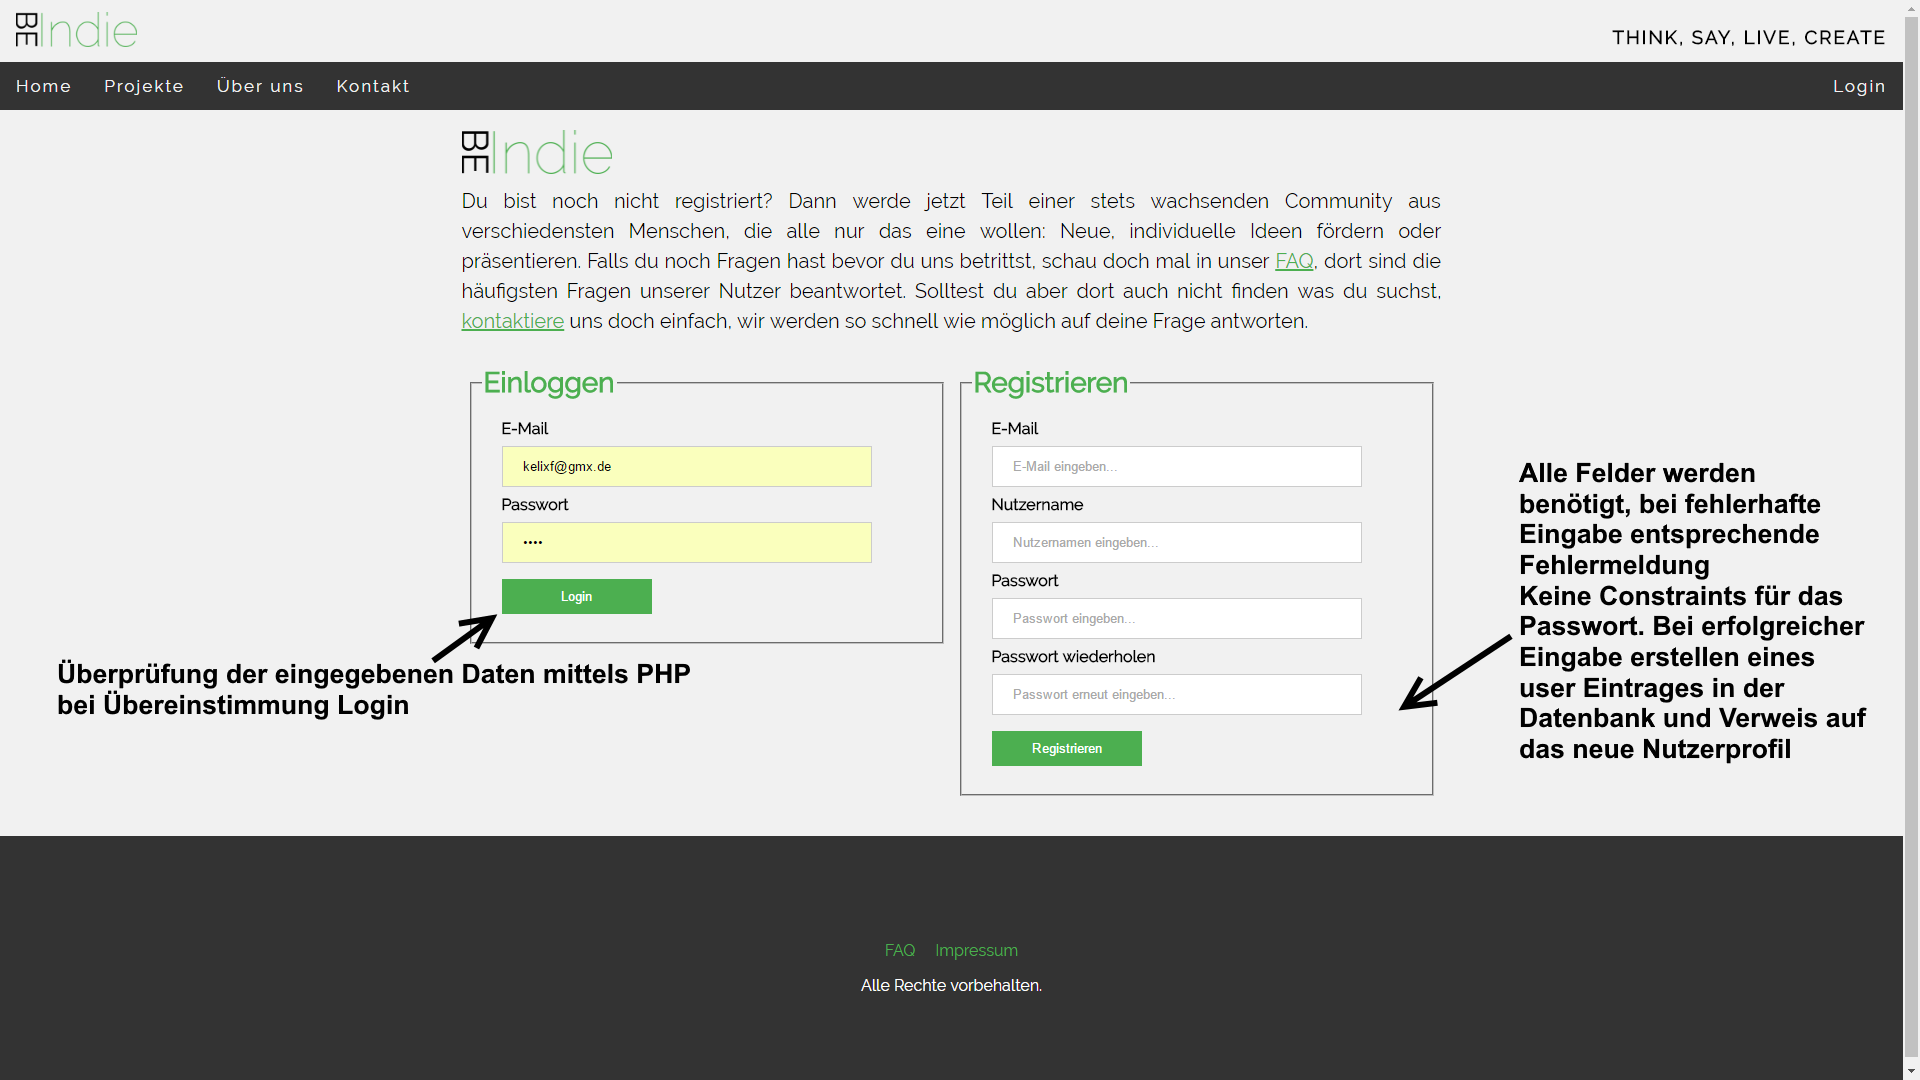 BE Indie
THINK, SAY, LIVE, CREATE
Home Projekte Über uns Kontakt Login
BE Indie
Du bist noch nicht registriert? Dann werde jetzt Teil einer stets wachsenden Community aus
verschiedensten Menschen, die alle nur das eine wollen: Neue, individuelle Ideen fördern oder
präsentieren. Falls du noch Fragen hast bevor du uns betrittst, schau doch mal in unser FAQ, dort sind die
häufigsten Fragen unserer Nutzer beantwortet. Solltest du aber dort auch nicht finden was du suchst,
kontaktiere uns doch einfach, wir werden so schnell wie möglich auf deine Frage antworten.
Einloggen
E-Mail
kelixf@gmx.de
Passwort
••••
Login
Überprüfung der eingegebenen Daten mittels PHP
bei Übereinstimmung Login
Registrieren
E-Mail
E-Mail eingeben...
Nutzername
Nutzernamen eingeben...
Passwort
Passwort eingeben...
Passwort wiederholen
Passwort erneut eingeben...
Registrieren
Alle Felder werden
benötigt, bei fehlerhafte
Eingabe entsprechende
Fehlermeldung
Keine Constraints für das
Passwort. Bei erfolgreicher
Eingabe erstellen eines
user Eintrages in der
Datenbank und Verweis auf
das neue Nutzerprofil
FAQ Impressum
Alle Rechte vorbehalten.